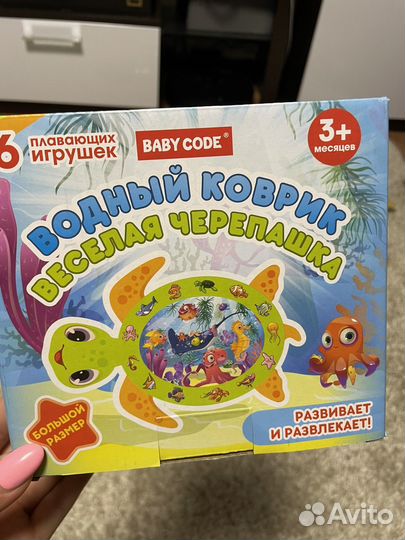 6 плавающих
игрушек
BABY CODE®
3+
месяцев
ВОДНЫЙ КОВРИК
ВЕСЕЛАЯ ЧЕРЕПАШКА
БОЛЬШОЙ
РАЗМЕР
РАЗВИВАЕТ
И РАЗВЛЕКАЕТ!
Avito